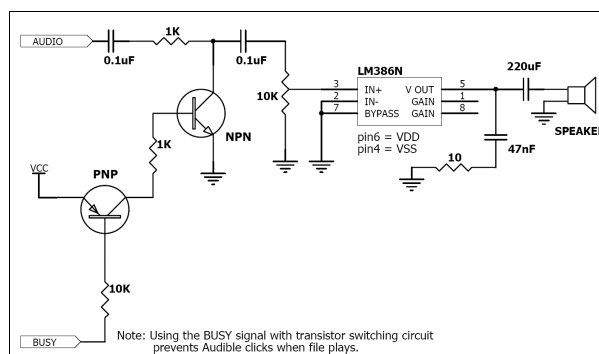 AUDIO
0.1uF
1K
0.1uF
10K
NPN
1K
VCC
PNP
10K
BUSY
LM386N
3 IN+ V OUT 5
2 IN- GAIN 1
7 BYPASS GAIN 8
pin6 = VDD
pin4 = VSS
220uF
SPEAKER
47nF
10
Note: Using the BUSY signal with transistor switching circuit
prevents Audible clicks when file plays.